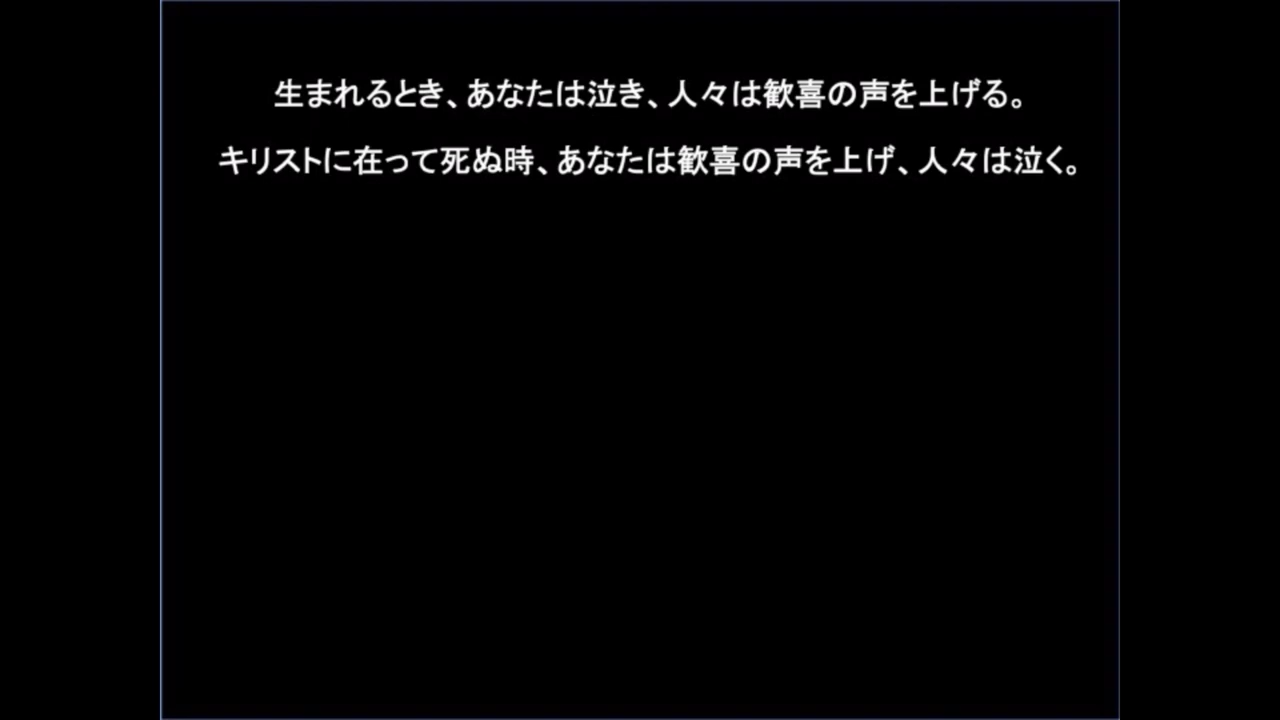 生まれるとき、あなたは泣き、人々は歓喜の声を上げる。
キリストに在って死ぬ時、あなたは歓喜の声を上げ、人々は泣く。